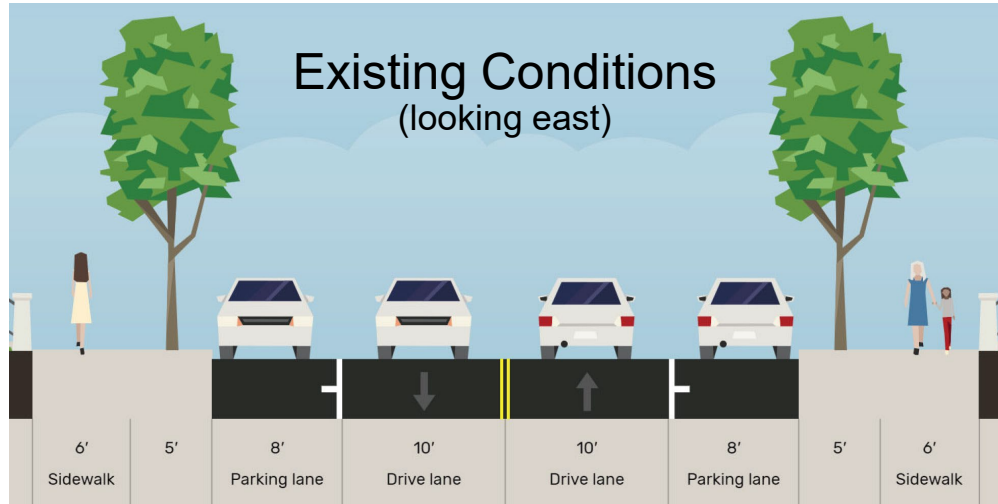 Existing Conditions
(looking east)
6′ 5′ 8′ 10′ 10′ 8′ 5′ 6′
Sidewalk Parking lane Drive lane Drive lane Parking lane Sidewalk